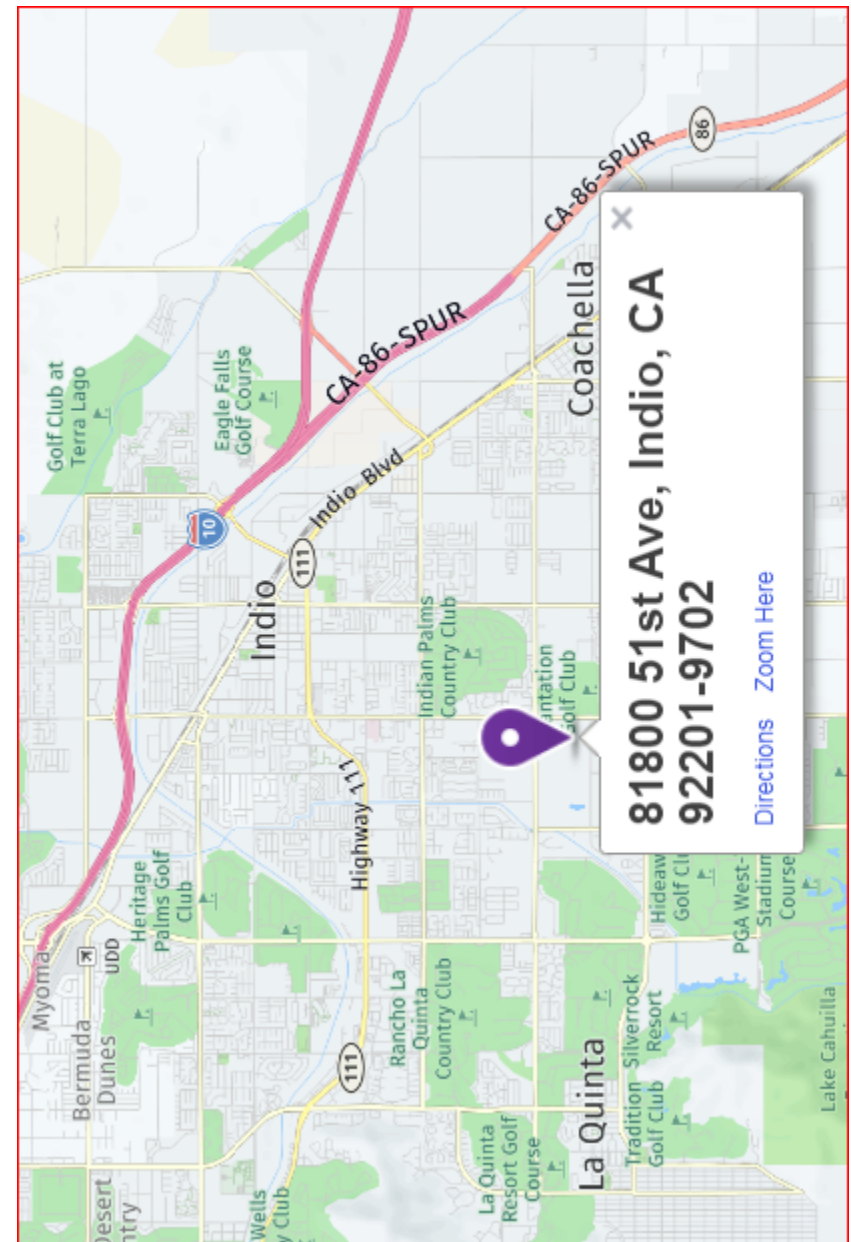 Myoma
Golf Club at
Terra Lago
Bermuda
Dunes
UDD
Heritage
Palms Golf
Club
10
Eagle Falls
Golf Course
CA-86-SPUR
Indio
111
Indio Blvd
Highway 111
111
Wells
Club
Rancho La
Quinta
Country Club
Indian Palms
Country Club
La Quinta
Resort Golf
Course
Golf Club
CA-86-SPUR
86
Coachella
La Quinta
Tradition
Golf Club
Silverrock
Resort
Golf
PGA West-
Stadium
Course
Lake Cahuilla
81800 51st Ave, Indio, CA
92201-9702
Directions Zoom Here